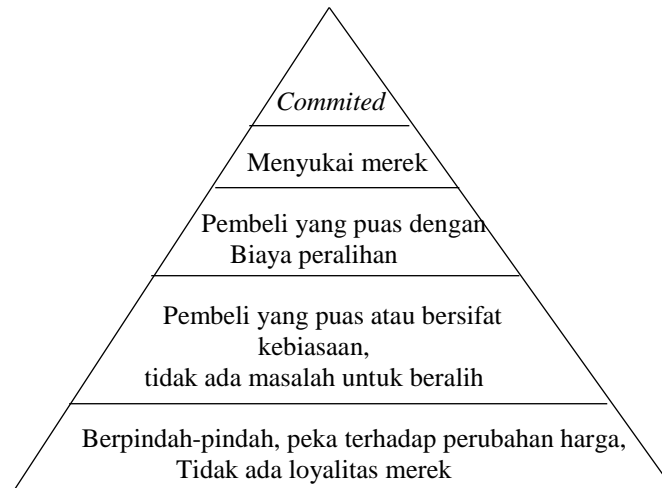 Commited
Menyukai merek
Pembeli yang puas dengan
Biaya peralihan
Pembeli yang puas atau bersifat
kebiasaan,
tidak ada masalah untuk beralih
Berpindah-pindah, peka terhadap perubahan harga,
Tidak ada loyalitas merek